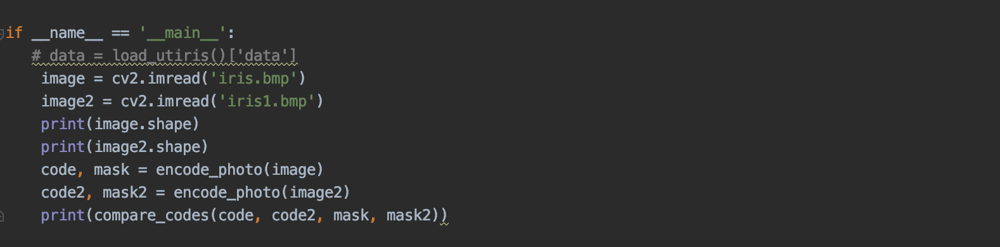 if __name__ == '__main__':
# data = load_utiris()['data']
image = cv2.imread('iris.bmp')
image2 = cv2.imread('iris1.bmp')
print(image.shape)
print(image2.shape)
code, mask = encode_photo(image)
code2, mask2 = encode_photo(image2)
print(compare_codes(code, code2, mask, mask2))